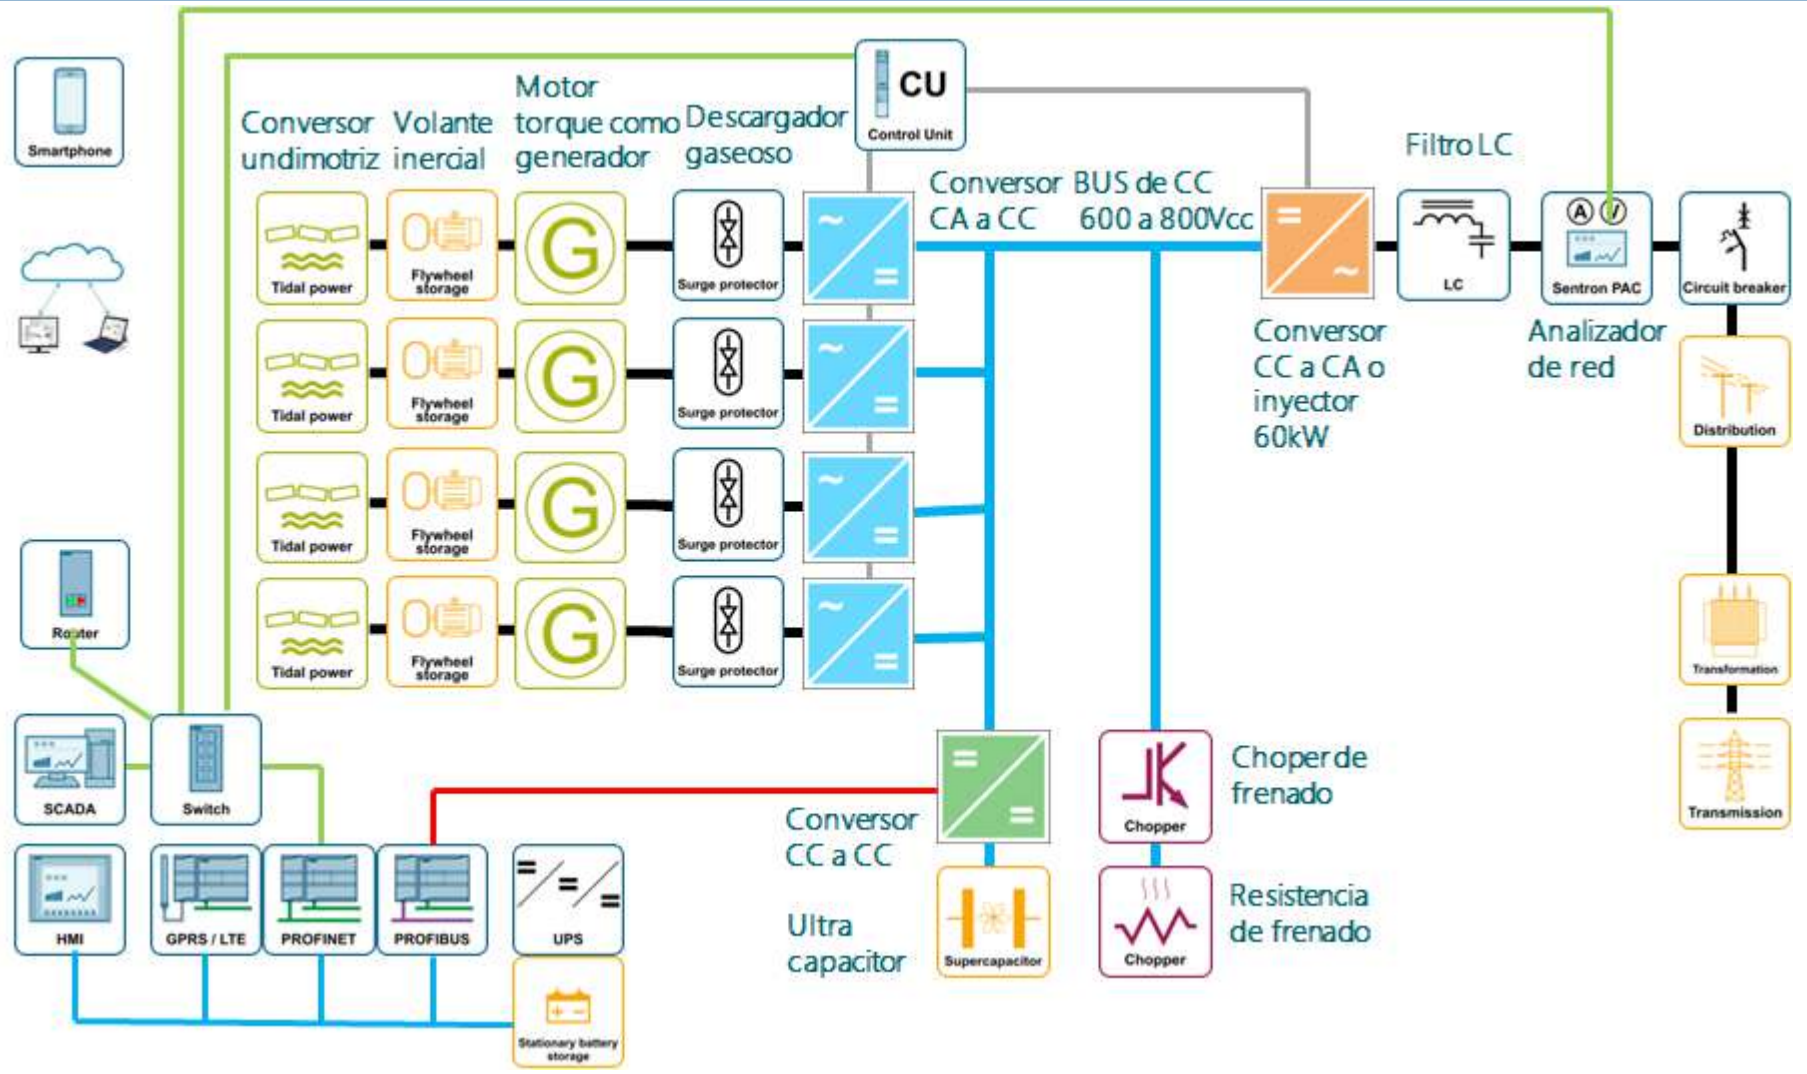 Smartphone
Conversor
undimotriz
Volante
inercial
Motor
torque como
generador
Descargador
gaseoso
CU
Control Unit
Conversor
CA a CC
BUS de CC
600 a 800Vcc
Filtro LC
Tidal power
Flywheel
storage
G
Surge protector
~
=
=
~
LC
A V
Sentron PAC
Circuit breaker
Conversor
CC a CA o
inyector
60kW
Analizador
de red
Tidal power
Flywheel
storage
G
Surge protector
~
=
Distribution
Tidal power
Flywheel
storage
G
Surge protector
~
=
Tidal power
Flywheel
storage
G
Surge protector
~
=
Router
Transformation
SCADA
Switch
Conversor
CC a CC
=
=
Chopper
Choper de
frenado
Transmission
HMI
GPRS / LTE
PROFINET
PROFIBUS
=
=
=
UPS
Ultra
capacitor
Supercapacitor
Chopper
Resistencia
de frenado
+ −
Stationary battery
storage